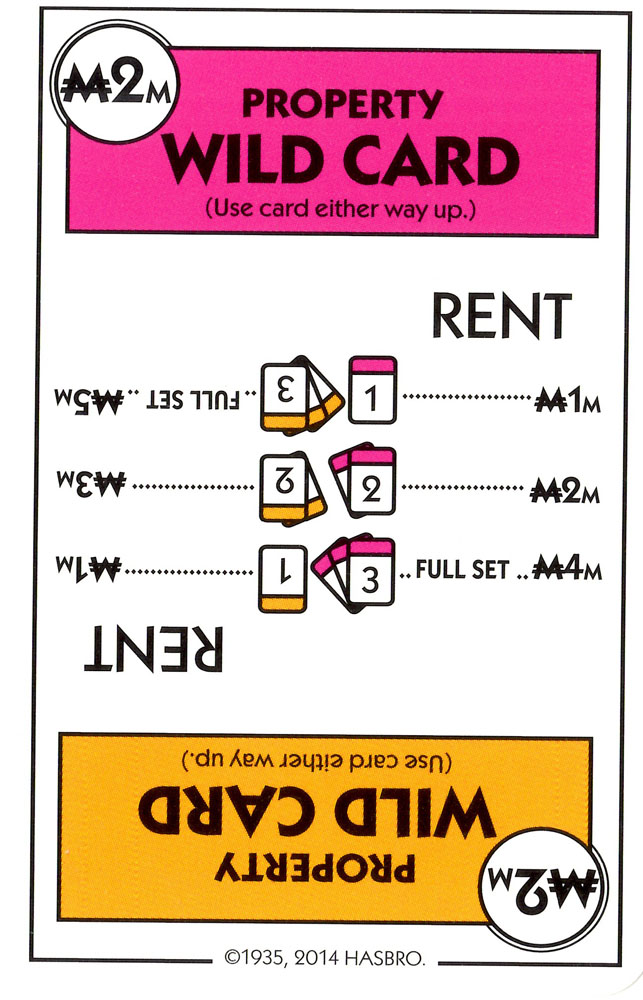 ₩2M
PROPERTY
WILD CARD
(Use card either way up.)
RENT
1 ₩1M
2 ₩2M
3 .. FULL SET .. ₩4M
₩2M
PROPERTY
WILD CARD
(Use card either way up.)
RENT
1 ₩1M
2 ₩3M
3 .. FULL SET .. ₩5M
©1935, 2014 HASBRO.